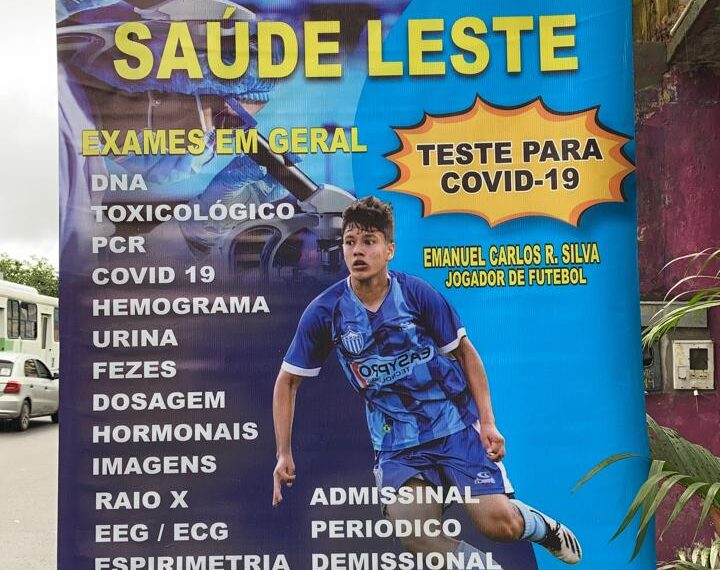 SAÚDE LESTE
EXAMES EM GERAL
TESTE PARA
COVID-19
DNA
TOXICOLÓGICO
PCR
COVID 19
HEMOGRAMA
URINA
FEZES
DOSAGEM
HORMONAIS
IMAGENS
RAIO X
EEG / ECG
ESPIRIMETRIA
EMANUEL CARLOS R. SILVA
JOGADOR DE FUTEBOL
EASYPRO
ADMISSINAL
PERIODICO
DEMISSIONAL